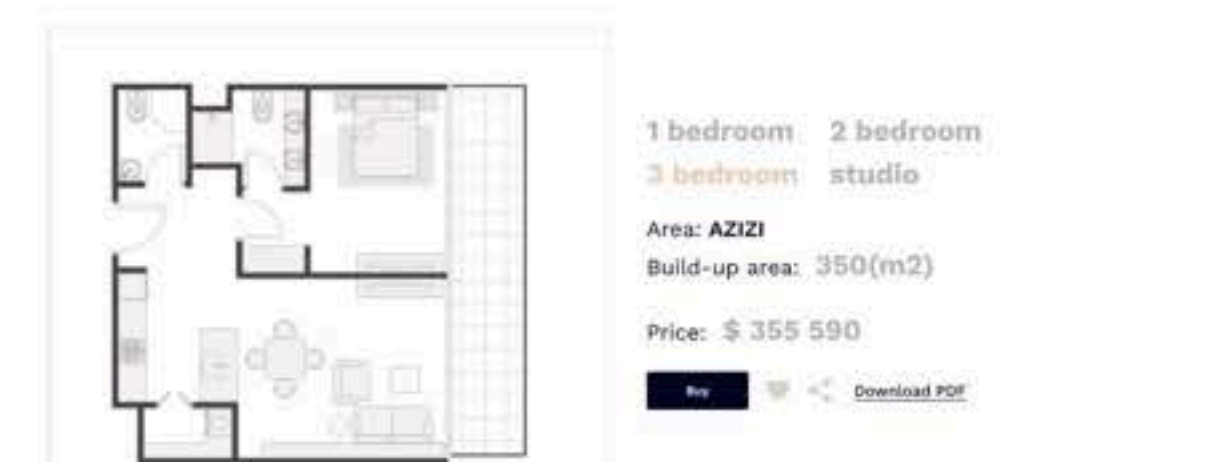 1 bedroom 2 bedroom
3 bedroom studio
Area: AZIZI
Build-up area: 350(m2)
Price: $ 355 590
Buy Download PDF